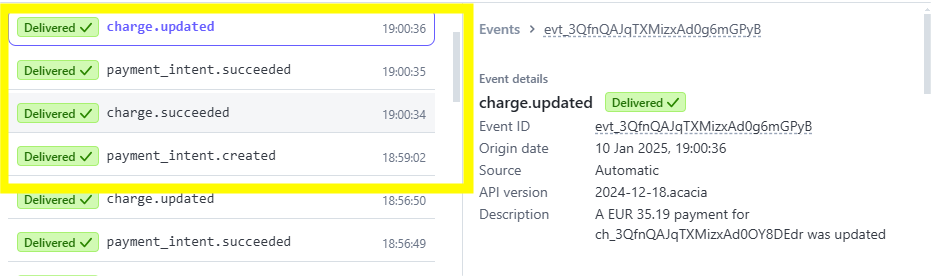 Delivered charge.updated 19:00:36
Delivered payment_intent.succeeded 19:00:35
Delivered charge.succeeded 19:00:34
Delivered payment_intent.created 18:59:02
Delivered charge.updated 18:56:50
Delivered payment_intent.succeeded 18:56:49
Events > evt_3QfnQAJqTXMizxAd0g6mGPyB
Event details
charge.updated Delivered
Event ID evt_3QfnQAJqTXMizxAd0g6mGPyB
Origin date 10 Jan 2025, 19:00:36
Source Automatic
API version 2024-12-18.acacia
Description A EUR 35.19 payment for
ch_3QfnQAJqTXMizxAd0OY8DEdr was updated